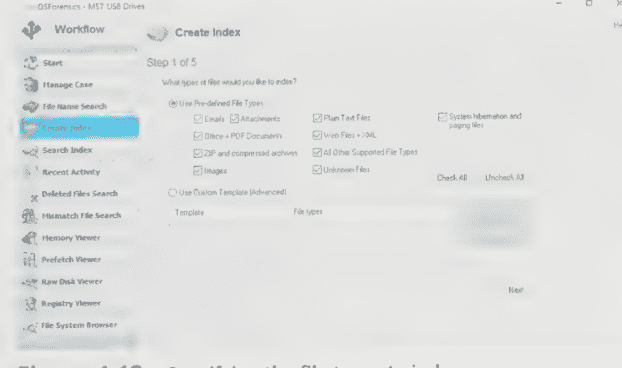 OSForensics - M57 USB Drives
Workflow
Create Index
Start
Manage Case
File Name Search
Create Index
Search Index
Recent Activity
Deleted Files Search
Mismatch File Search
Memory Viewer
Prefetch Viewer
Raw Disk Viewer
Registry Viewer
File System Browser
Step 1 of 5
What types of files would you like to index?
Use Pre-defined File Types
Emails Attachments Plain Text Files System hibernation and paging files
Office + PDF Documents Web Files + XML
ZIP and compressed archives All Other Supported File Types
Images Unknown Files
Check All Uncheck All
Use Custom Template (Advanced)
Template File types
Next